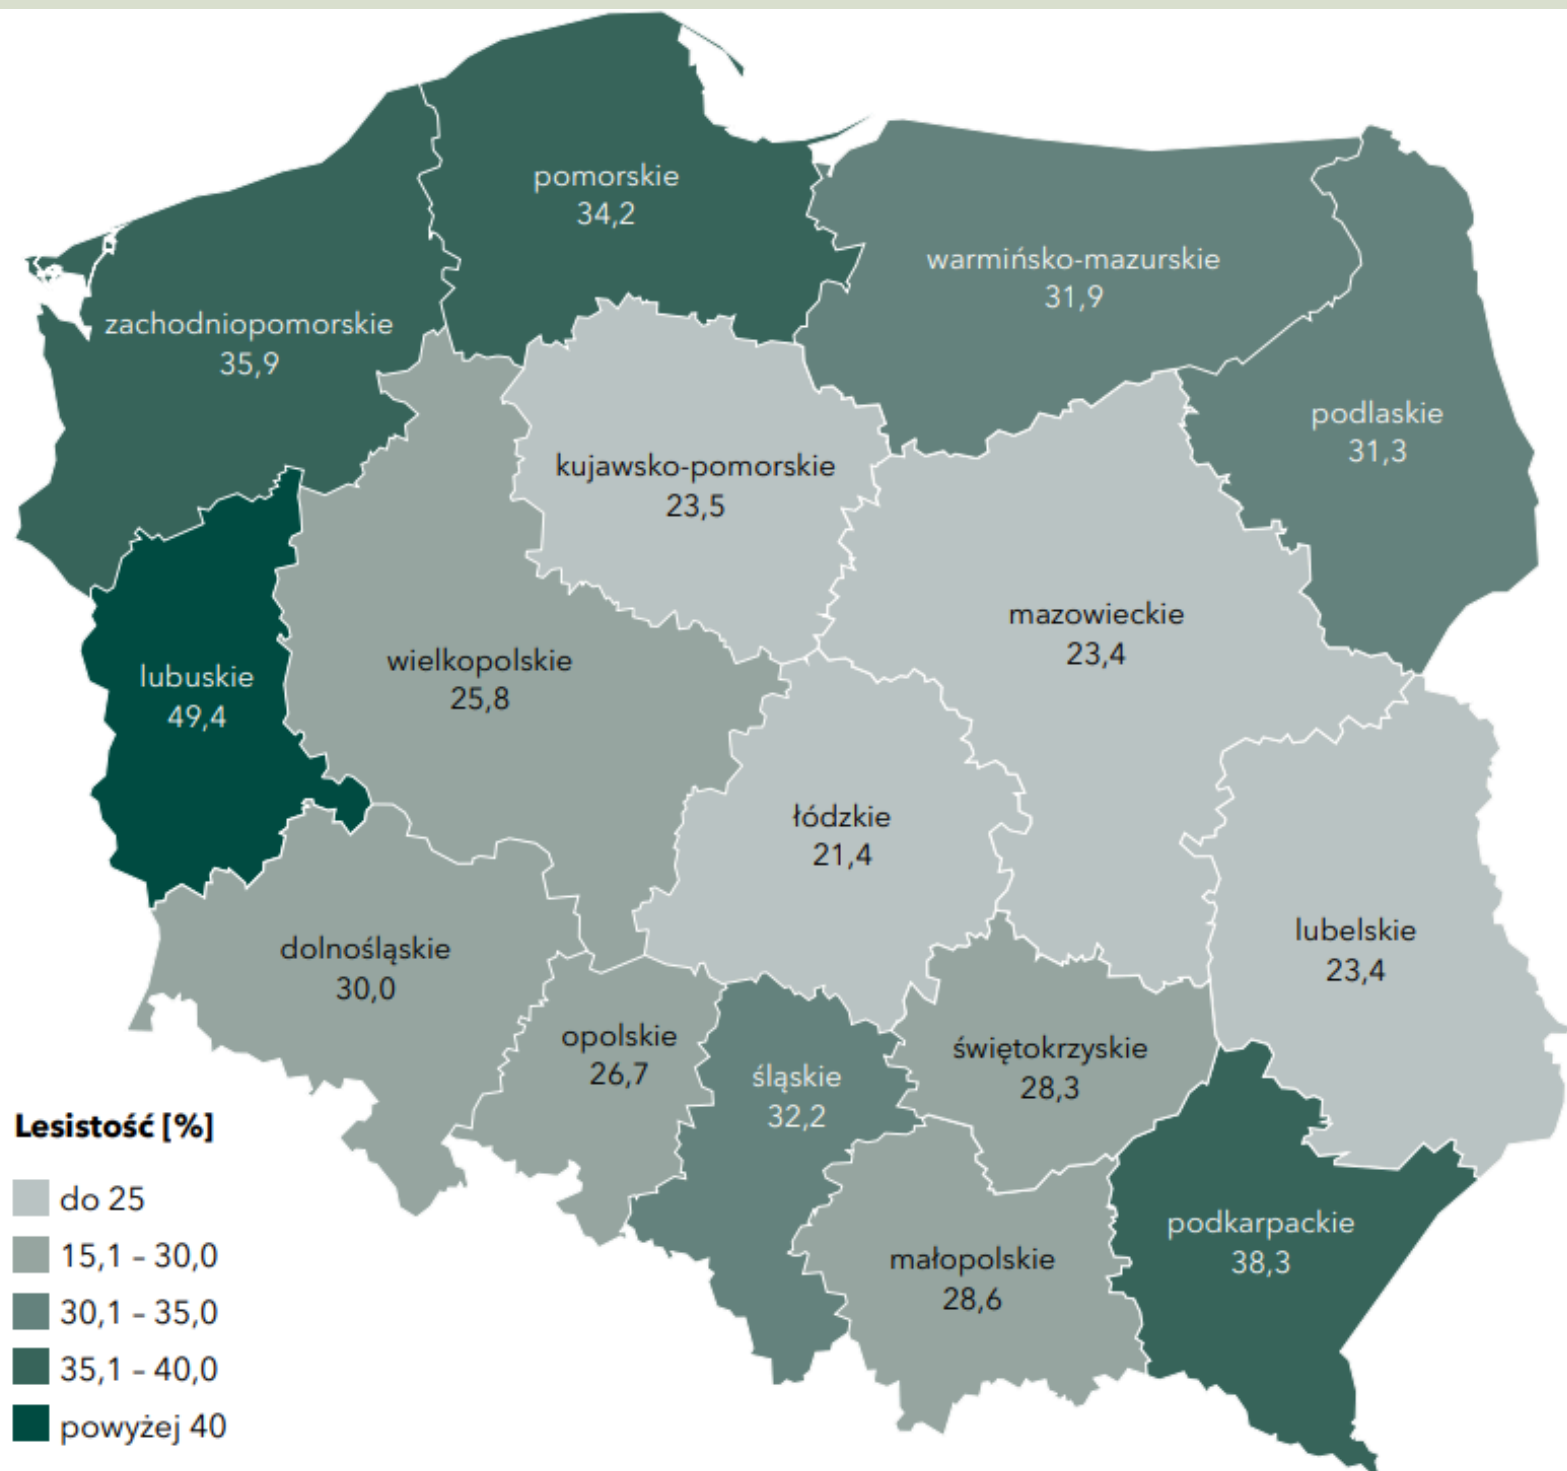 pomorskie
34,2
warmińsko-mazurskie
31,9
zachodniopomorskie
35,9
podlaskie
31,3
kujawsko-pomorskie
23,5
mazowieckie
23,4
wielkopolskie
25,8
lubuskie
49,4
łódzkie
21,4
lubelskie
23,4
dolnośląskie
30,0
opolskie
26,7
świętokrzyskie
28,3
śląskie
32,2
podkarpackie
38,3
małopolskie
28,6
Lesistość [%]
do 25
15,1 – 30,0
30,1 – 35,0
35,1 – 40,0
powyżej 40